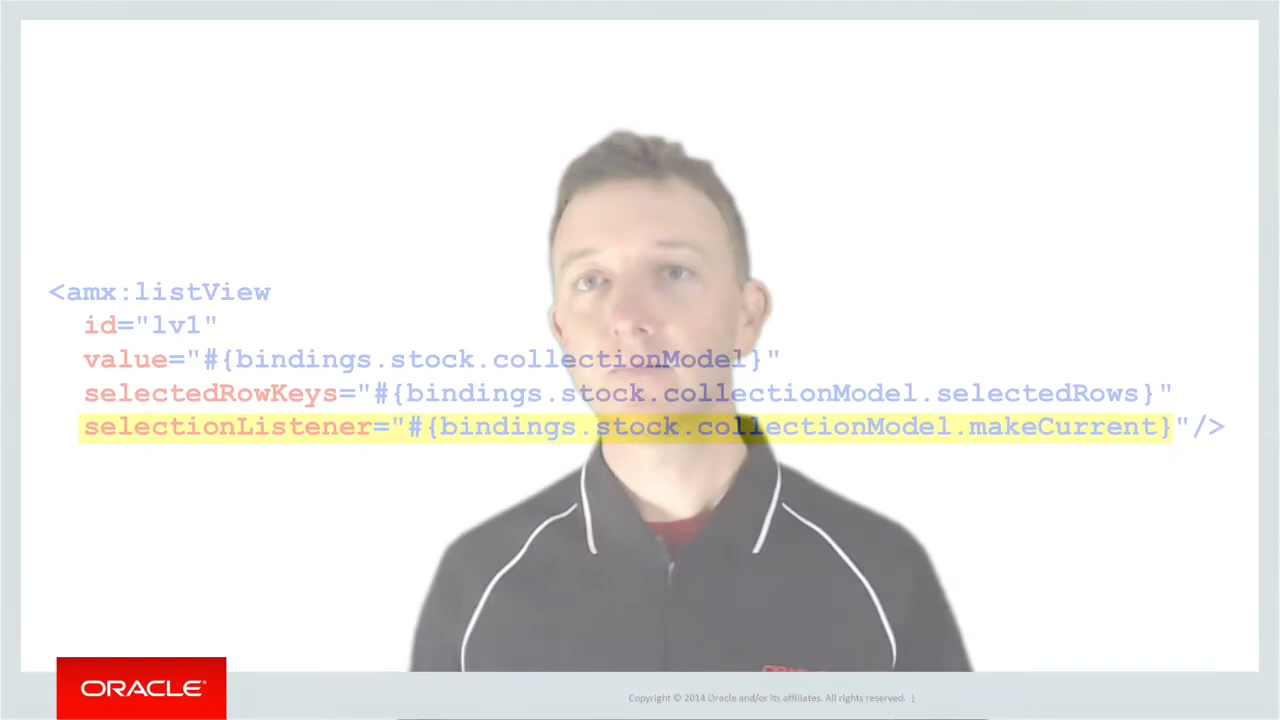 <amx:listView
id="lv1"
value="#{bindings.stock.collectionModel}"
selectedRowKeys="#{bindings.stock.collectionModel.selectedRows}"
selectionListener="#{bindings.stock.collectionModel.makeCurrent}"/>
ORACLE®
Copyright © 2014 Oracle and/or its affiliates. All rights reserved. |